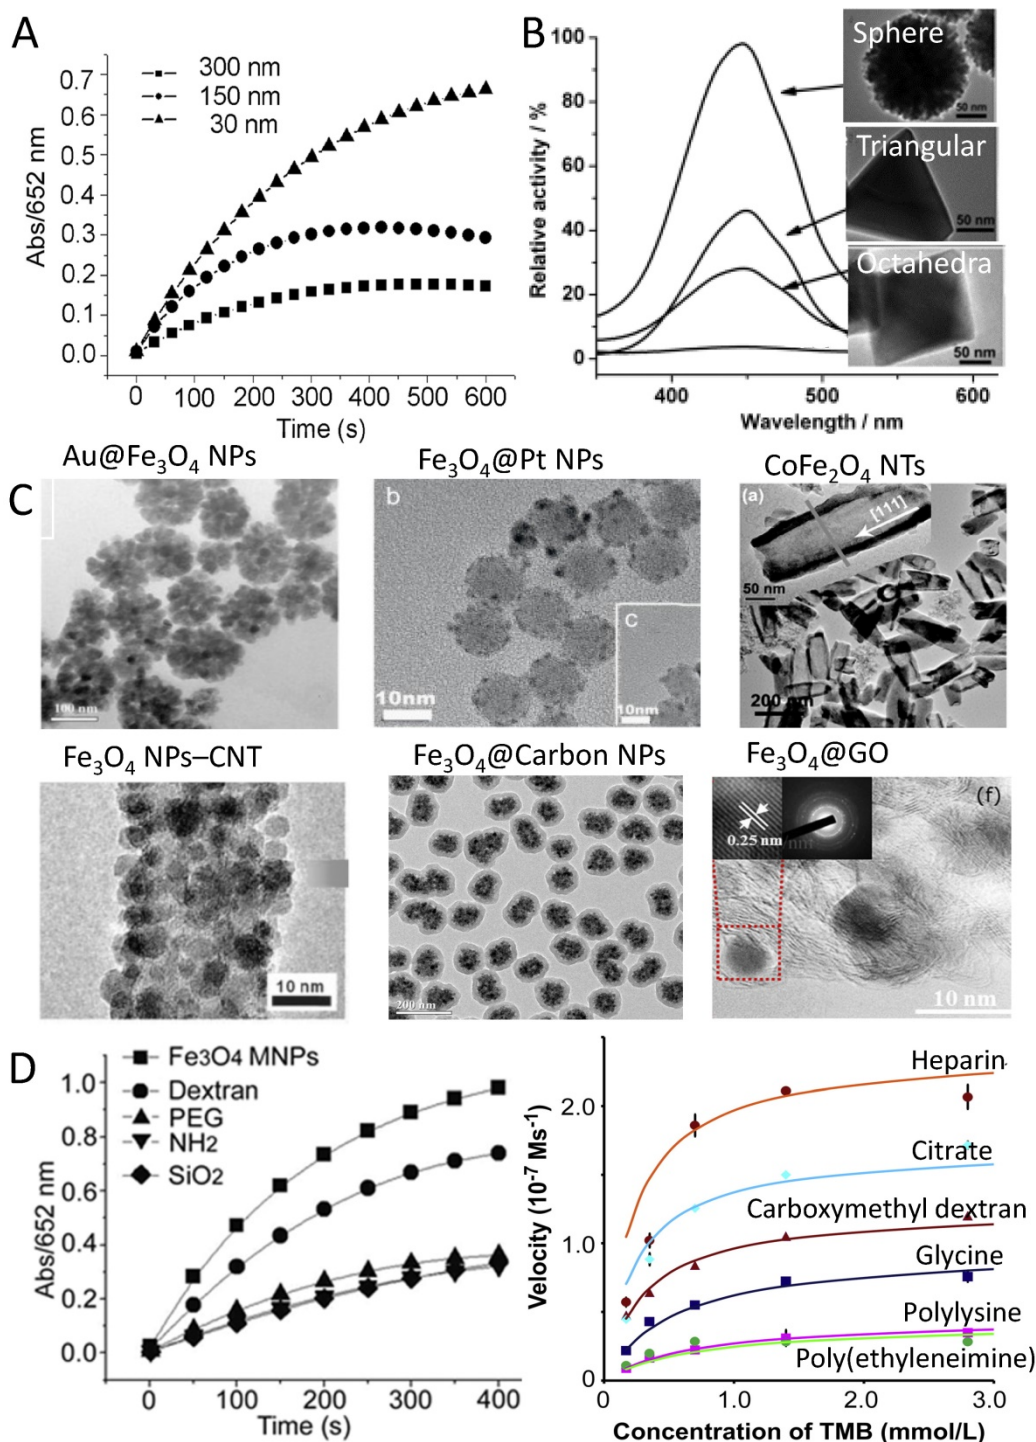 A
300 nm
150 nm
30 nm
Abs/652 nm
0.7
0.6
0.5
0.4
0.3
0.2
0.1
0.0
0 100 200 300 400 500 600
Time (s)
B
Relative activity / %
100
80
60
40
20
0
400 500 600
Wavelength / nm
Sphere
50 nm
Triangular
50 nm
Octahedra
50 nm
C
Au@Fe₃O₄ NPs
100 nm
Fe₃O₄@Pt NPs
b
10nm
c
10nm
CoFe₂O₄ NTs
(a)
[111]
50 nm
200 nm
Fe₃O₄ NPs–CNT
10 nm
Fe₃O₄@Carbon NPs
200 nm
Fe₃O₄@GO
(f)
0.25 nm
10 nm
D
Fe₃O₄ MNPs
Dextran
PEG
NH₂
SiO₂
Abs/652 nm
1.0
0.8
0.6
0.4
0.2
0.0
0 100 200 300 400
Time (s)
Velocity (10⁻⁷ Ms⁻¹)
2.0
1.0
0
0 1.0 2.0 3.0
Concentration of TMB (mmol/L)
Heparin
Citrate
Carboxymethyl dextran
Glycine
Polylysine
Poly(ethyleneimine)